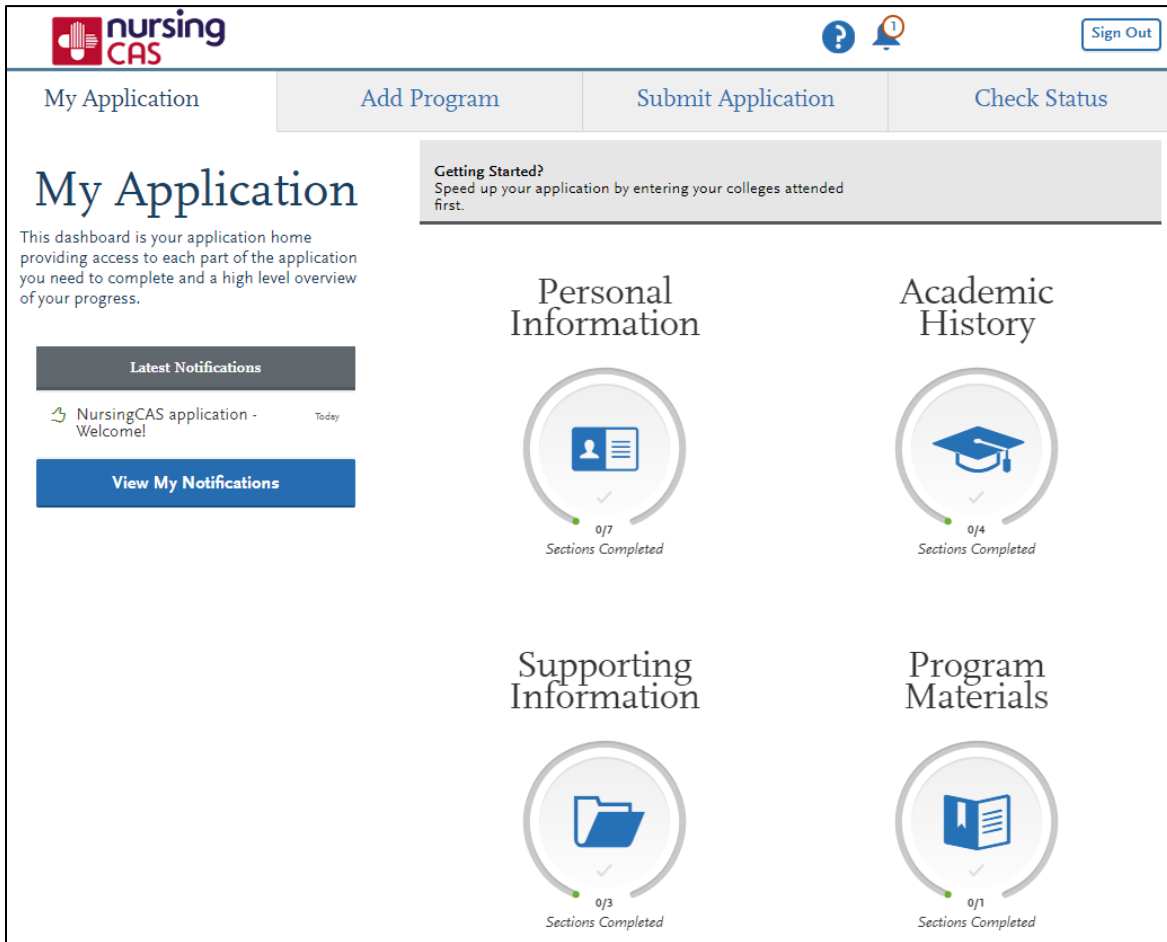 nursing
CAS
?
1
Sign Out
My Application
Add Program
Submit Application
Check Status
My Application
This dashboard is your application home
providing access to each part of the application
you need to complete and a high level overview
of your progress.
Latest Notifications
NursingCAS application -
Welcome!
Today
View My Notifications
Getting Started?
Speed up your application by entering your colleges attended
first.
Personal
Information
0/7
Sections Completed
Academic
History
0/4
Sections Completed
Supporting
Information
0/3
Sections Completed
Program
Materials
0/1
Sections Completed